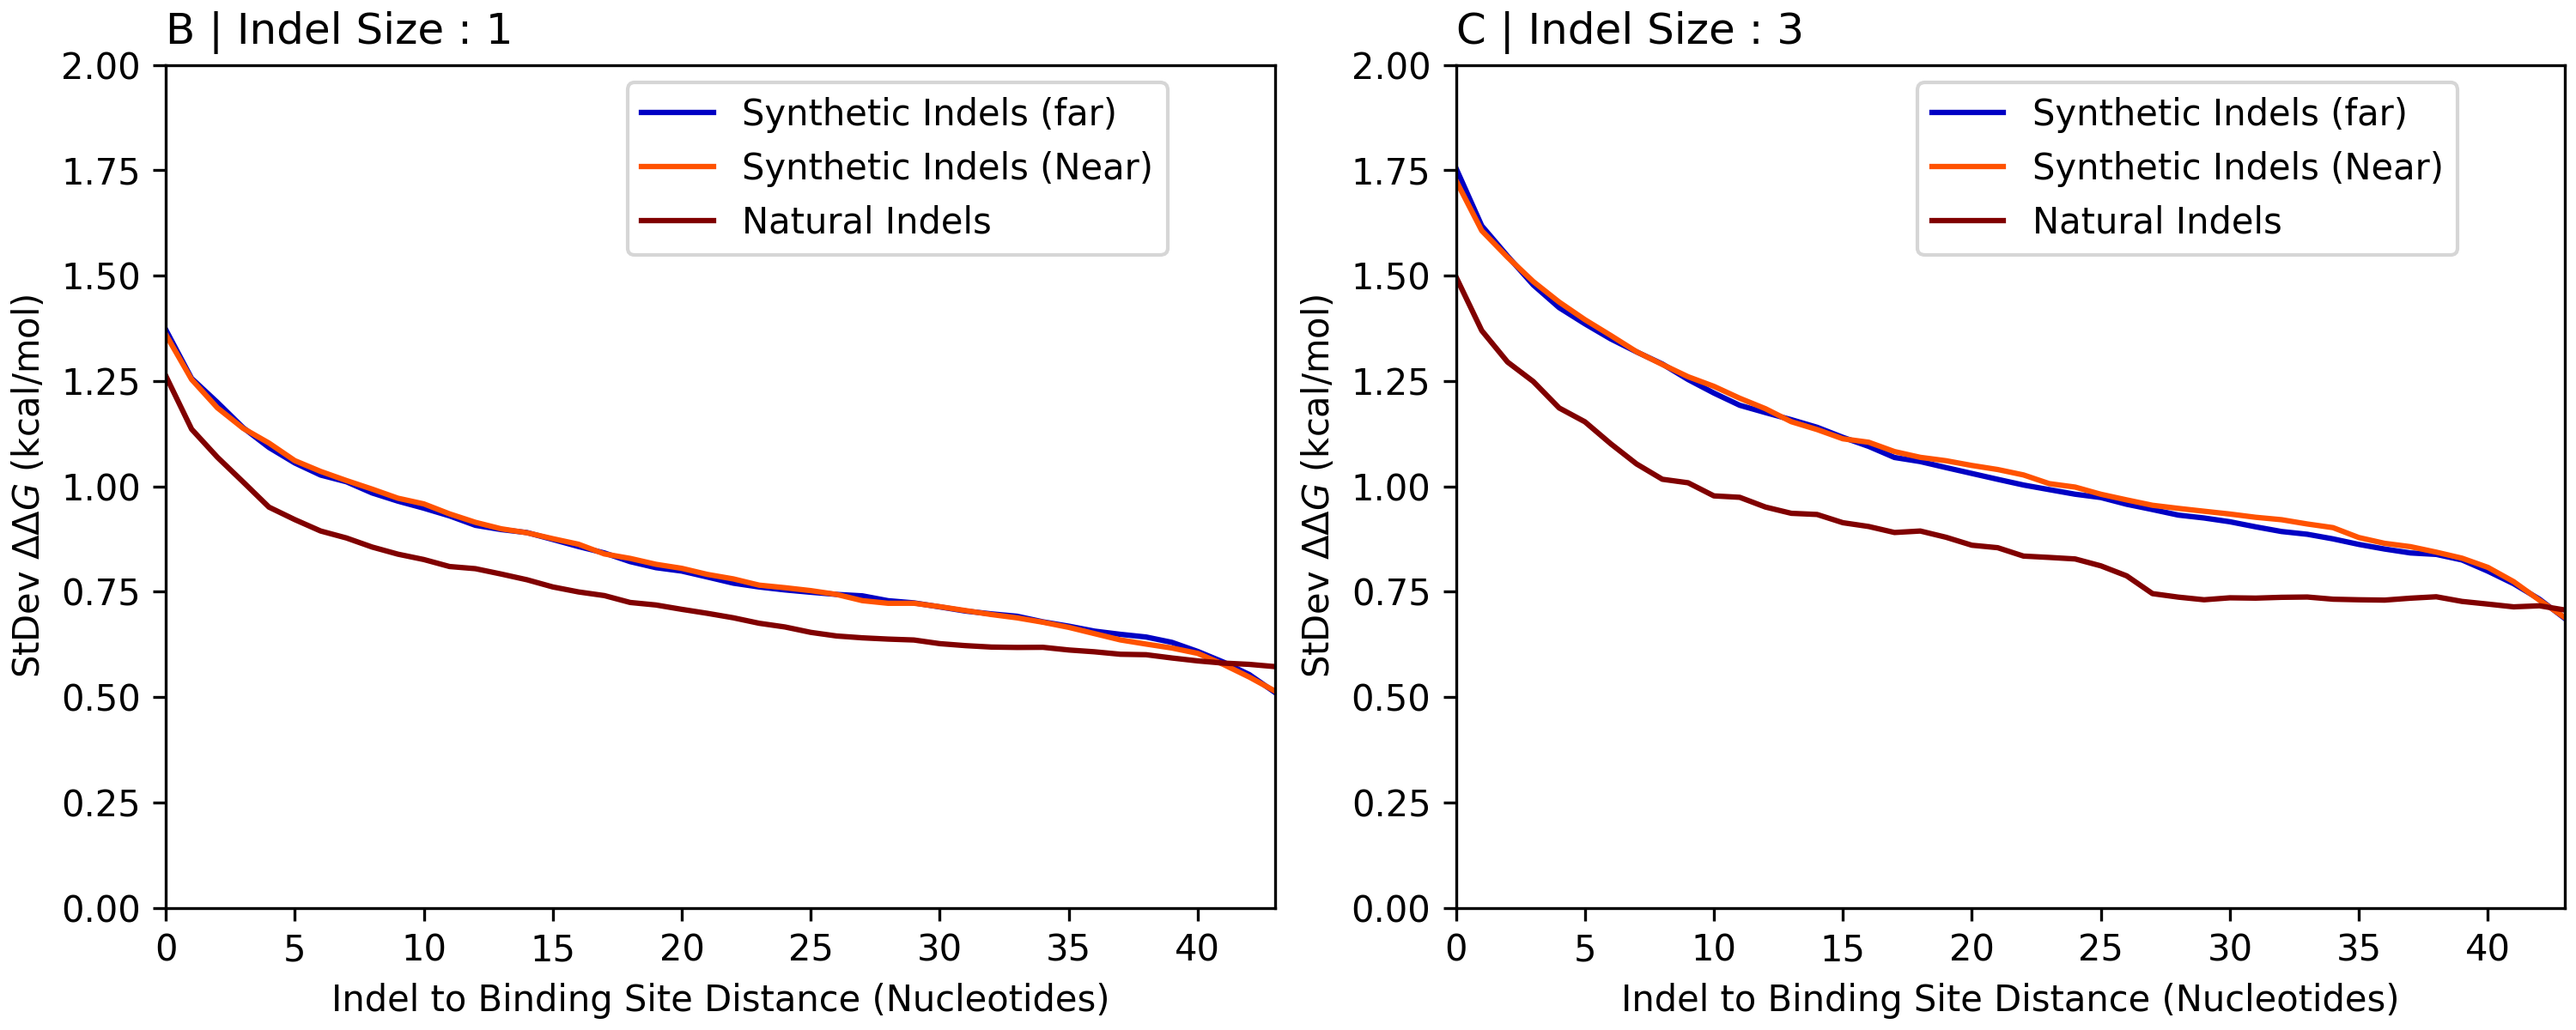 B | Indel Size : 1
2.00
1.75
1.50
1.25
1.00
0.75
0.50
0.25
0.00
StDev ΔΔG (kcal/mol)
Synthetic Indels (far)
Synthetic Indels (Near)
Natural Indels
0 5 10 15 20 25 30 35 40
Indel to Binding Site Distance (Nucleotides)
C | Indel Size : 3
2.00
1.75
1.50
1.25
1.00
0.75
0.50
0.25
0.00
StDev ΔΔG (kcal/mol)
Synthetic Indels (far)
Synthetic Indels (Near)
Natural Indels
0 5 10 15 20 25 30 35 40
Indel to Binding Site Distance (Nucleotides)